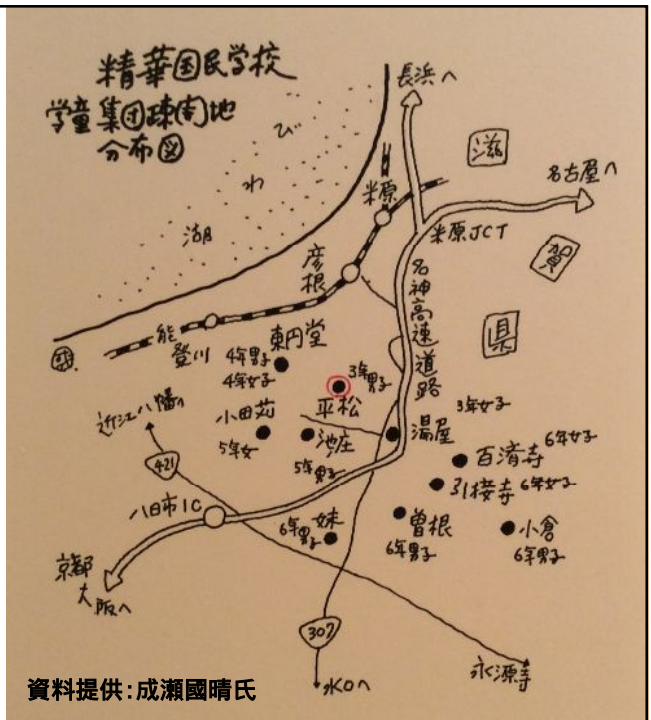 精華国民学校
学童集団疎開地
分布図
びわ湖
長浜へ
滋
賀
県
名古屋へ
米原
米原JCT
彦根
名神高速道路
能登川
東円堂
4年男子
4年女子
3年男子
平松
3年女子
近江八幡へ
小田苅
5年女
池庄
5年男子
湯屋
百済寺
6年女子
引接寺
6年女子
421
八日市IC
妹
6年男子
曽根
6年男子
小倉
6年男子
京都
大阪へ
307
水口へ
永源寺
資料提供:成瀬國晴氏